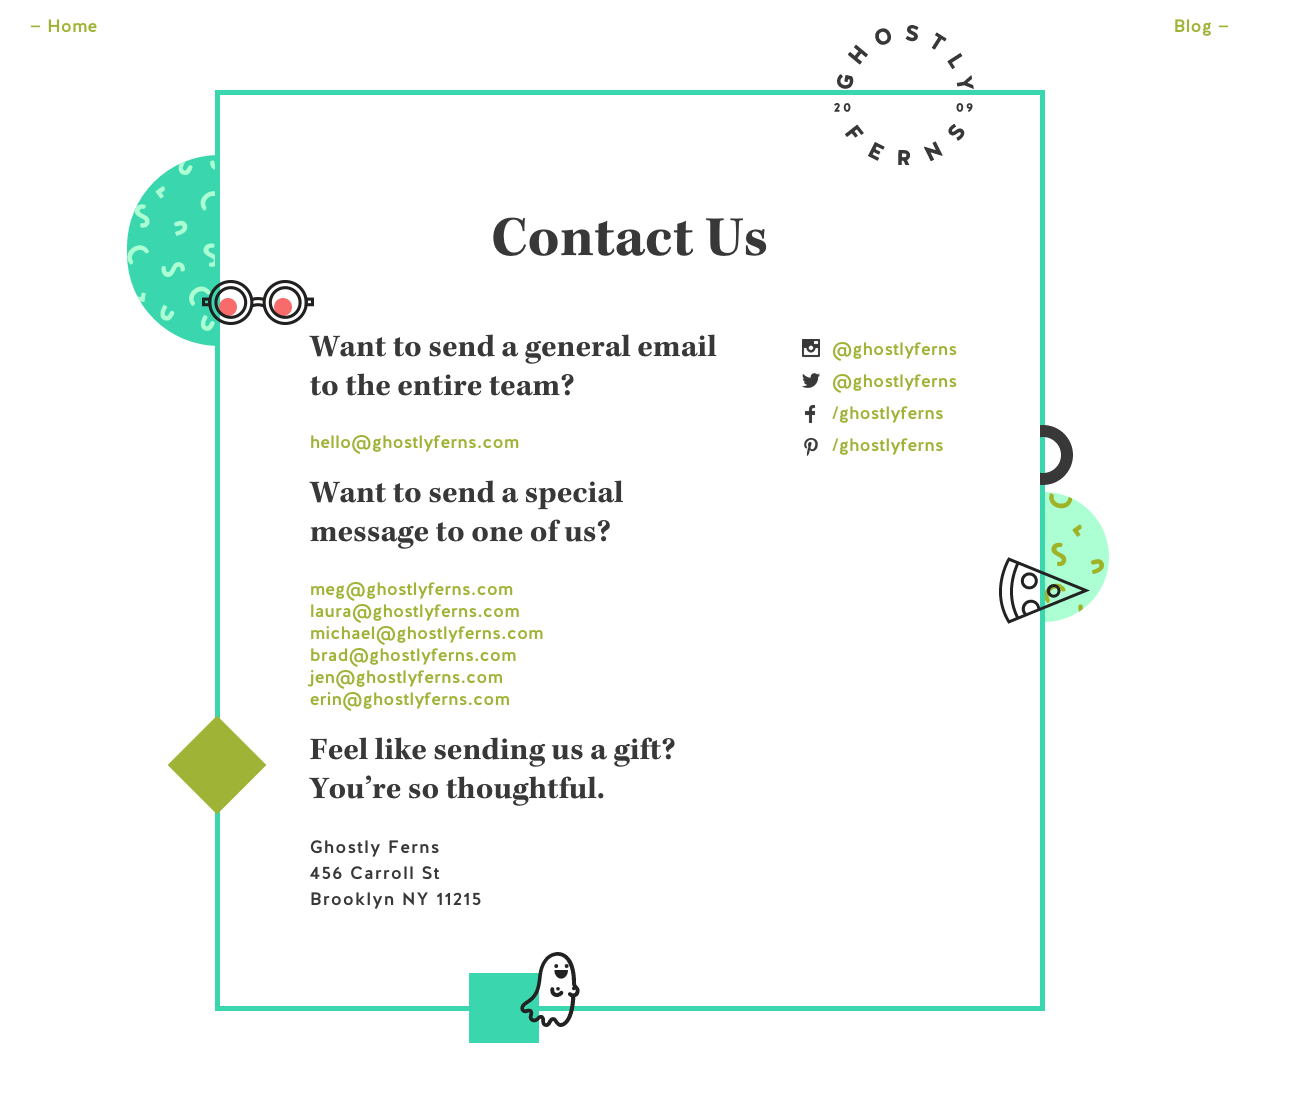 – Home
Blog –
GHOSTLY
20 09
FERNS
Contact Us
Want to send a general email
to the entire team?
hello@ghostlyferns.com
@ghostlyferns
@ghostlyferns
/ghostlyferns
/ghostlyferns
Want to send a special
message to one of us?
meg@ghostlyferns.com
laura@ghostlyferns.com
michael@ghostlyferns.com
brad@ghostlyferns.com
jen@ghostlyferns.com
erin@ghostlyferns.com
Feel like sending us a gift?
You’re so thoughtful.
Ghostly Ferns
456 Carroll St
Brooklyn NY 11215